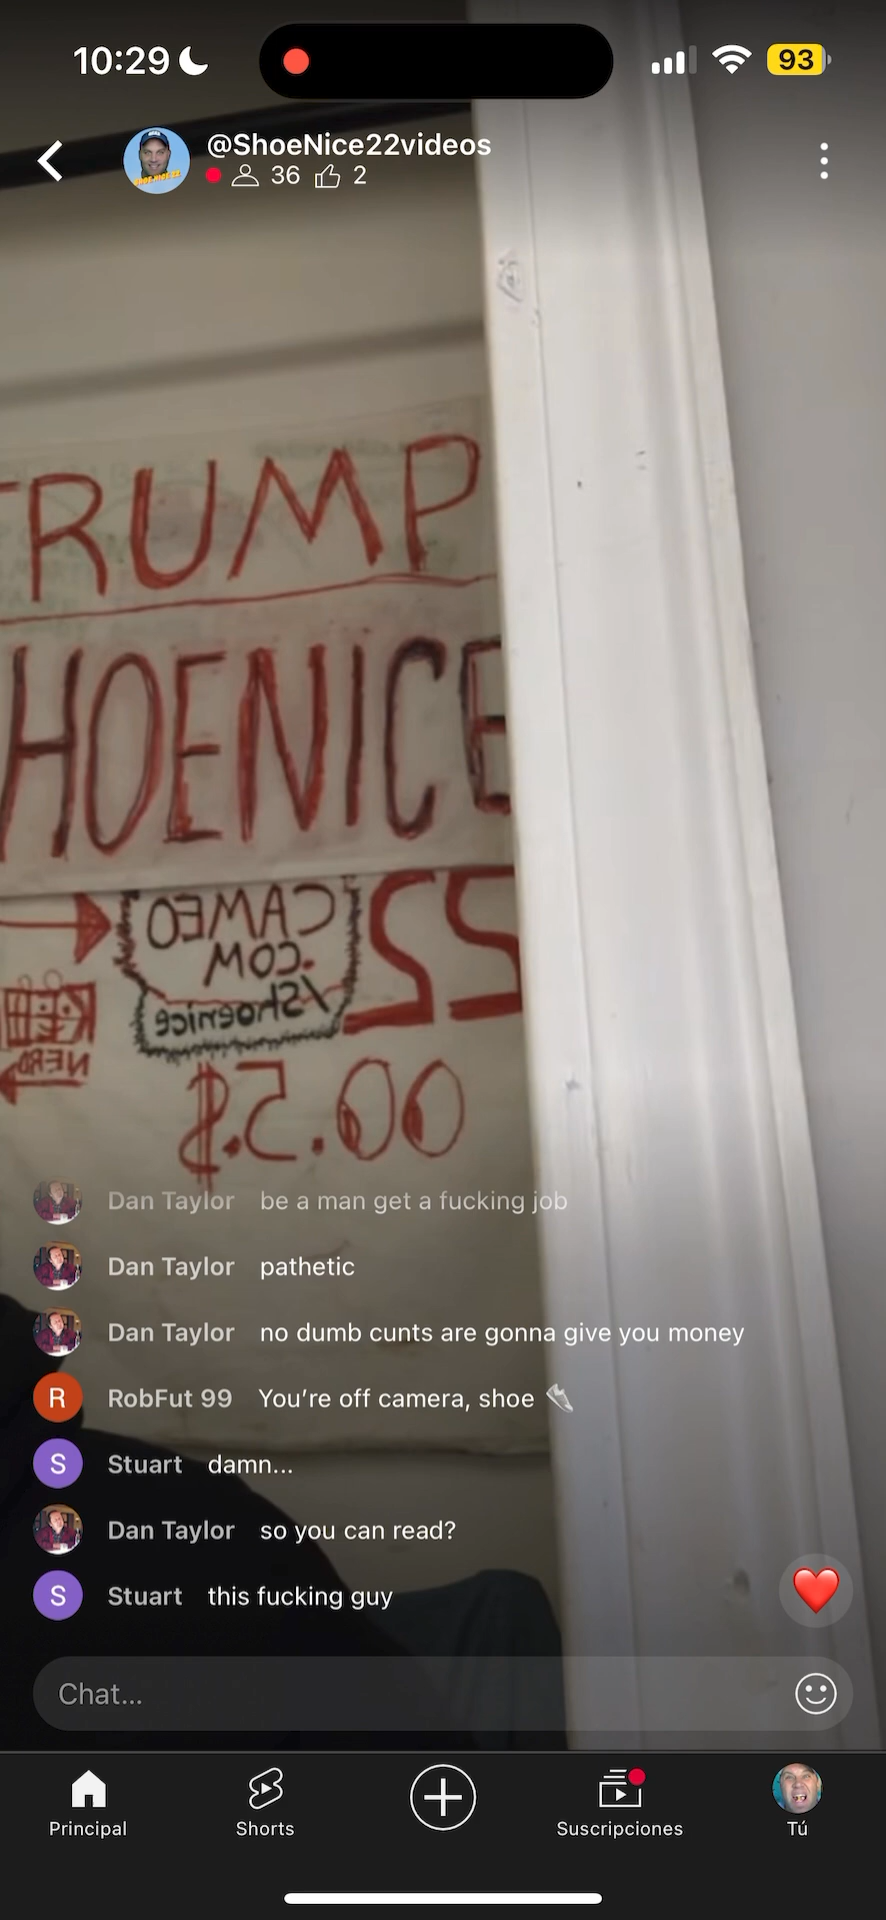 10:29
93
@ShoeNice22videos
36 2
TRUMP
HOENICE
CAMEO
.COM
/Shoenice
22
NERD
$5.00
Dan Taylor be a man get a fucking job
Dan Taylor pathetic
Dan Taylor no dumb cunts are gonna give you money
RobFut 99 You’re off camera, shoe 👟
Stuart damn...
Dan Taylor so you can read?
Stuart this fucking guy
Chat...
Principal
Shorts
Suscripciones
Tú